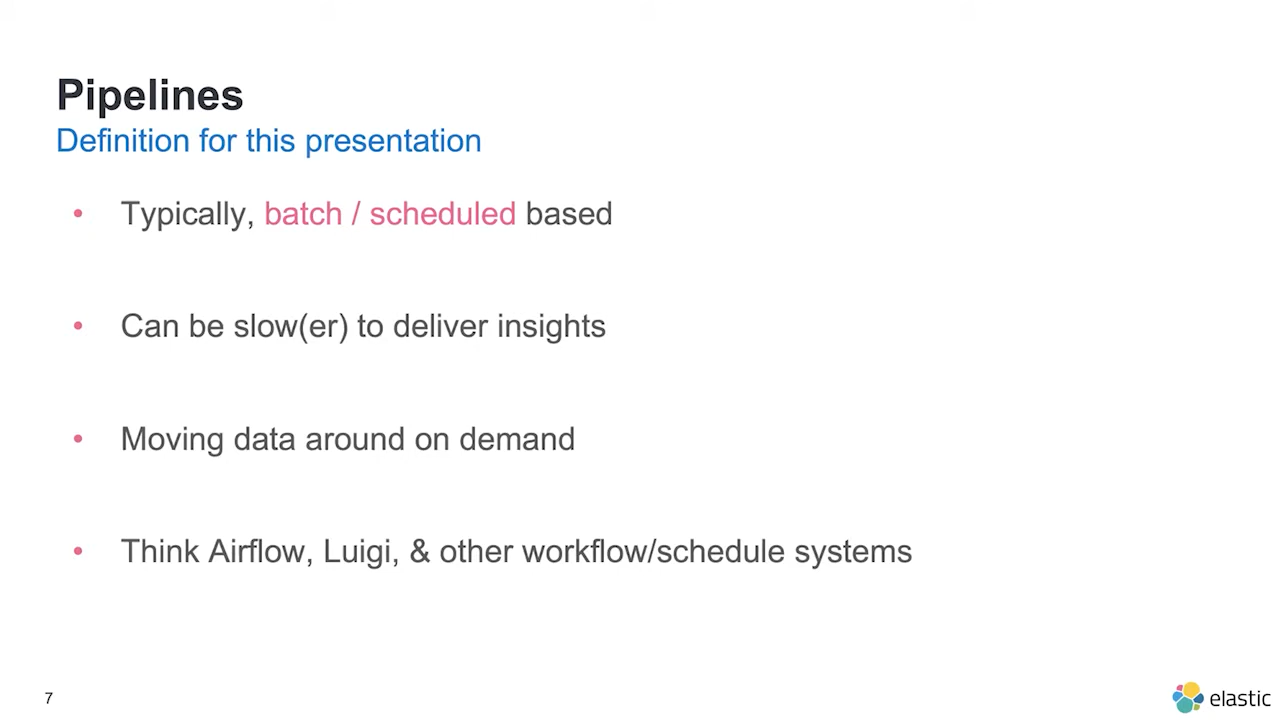 Pipelines
Definition for this presentation
• Typically, batch / scheduled based
• Can be slow(er) to deliver insights
• Moving data around on demand
• Think Airflow, Luigi, & other workflow/schedule systems
7
elastic